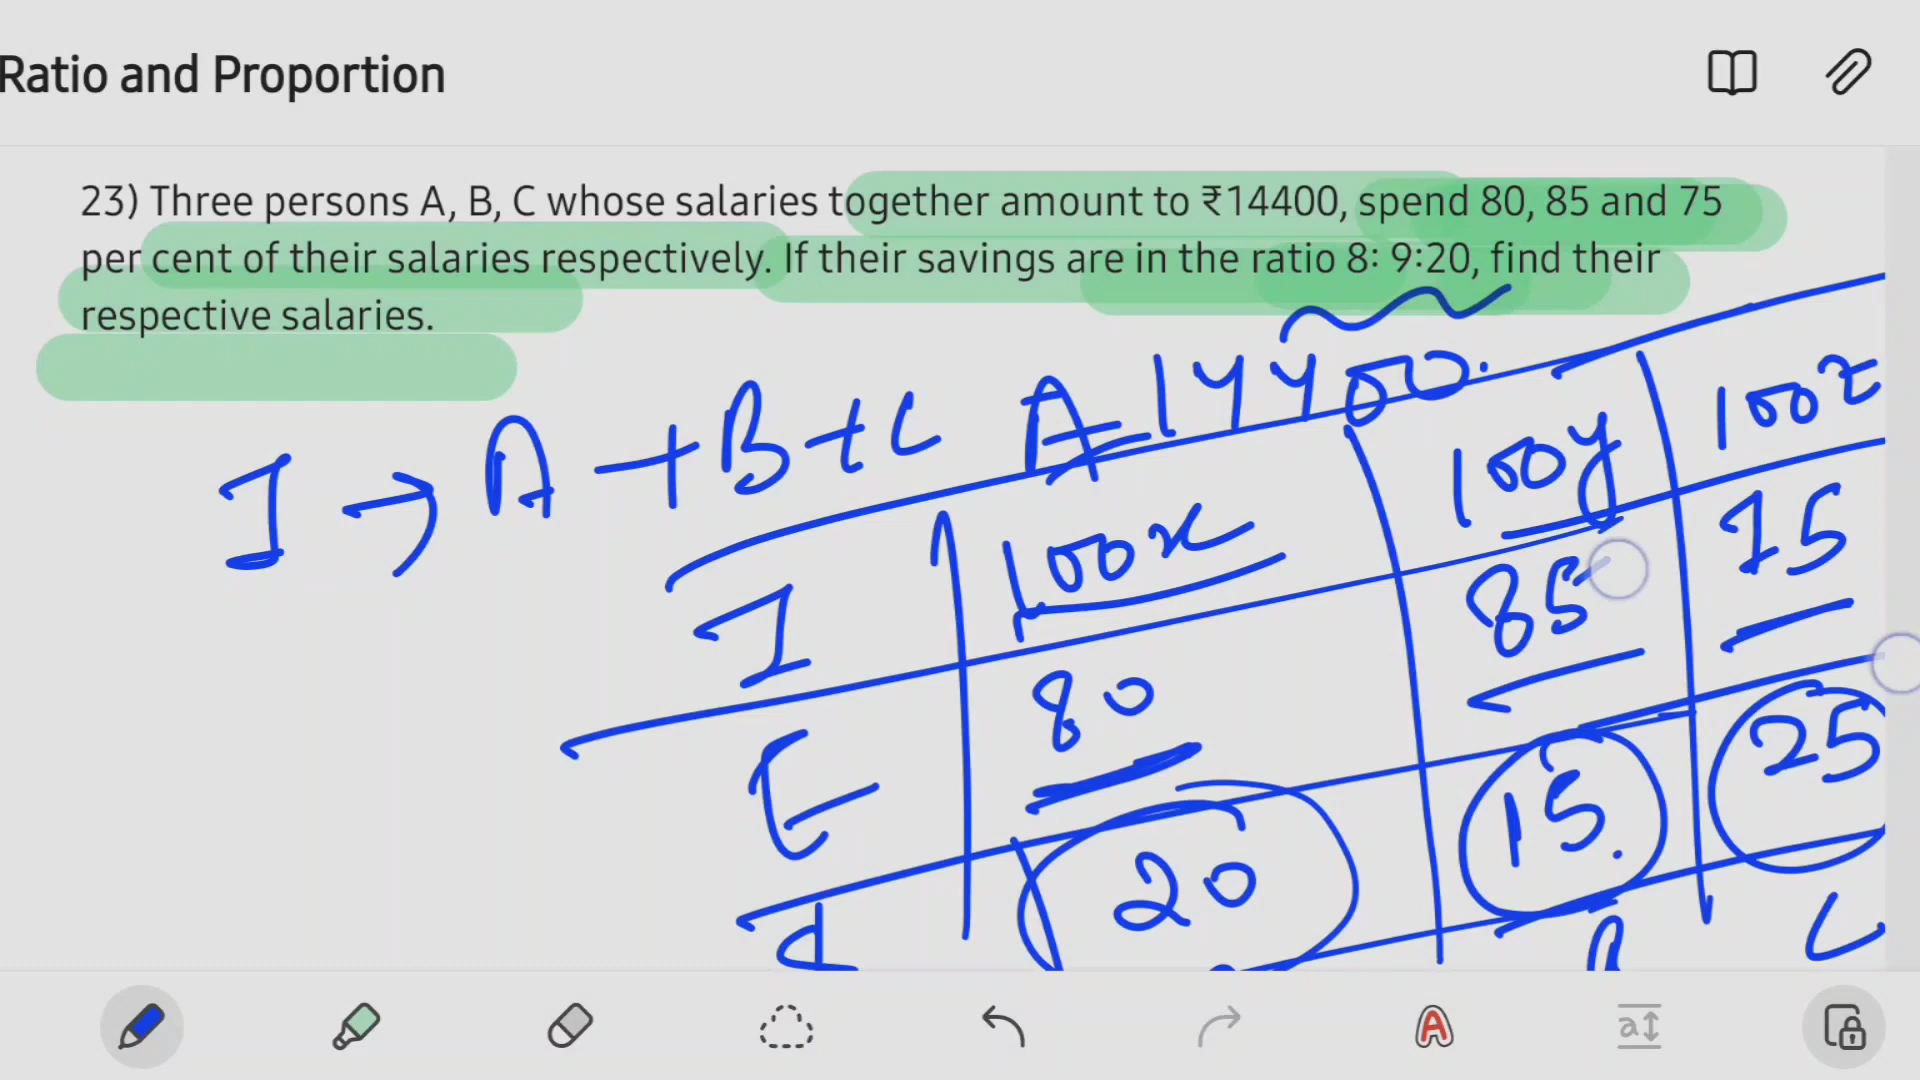 Ratio and Proportion
23) Three persons A, B, C whose salaries together amount to ₹14400, spend 80, 85 and 75
per cent of their salaries respectively. If their savings are in the ratio 8: 9:20, find their
respective salaries.
I → A + B + C 14400.
A
I 100x 100y 100z
E 80 85 75
20 15. 25
A
a